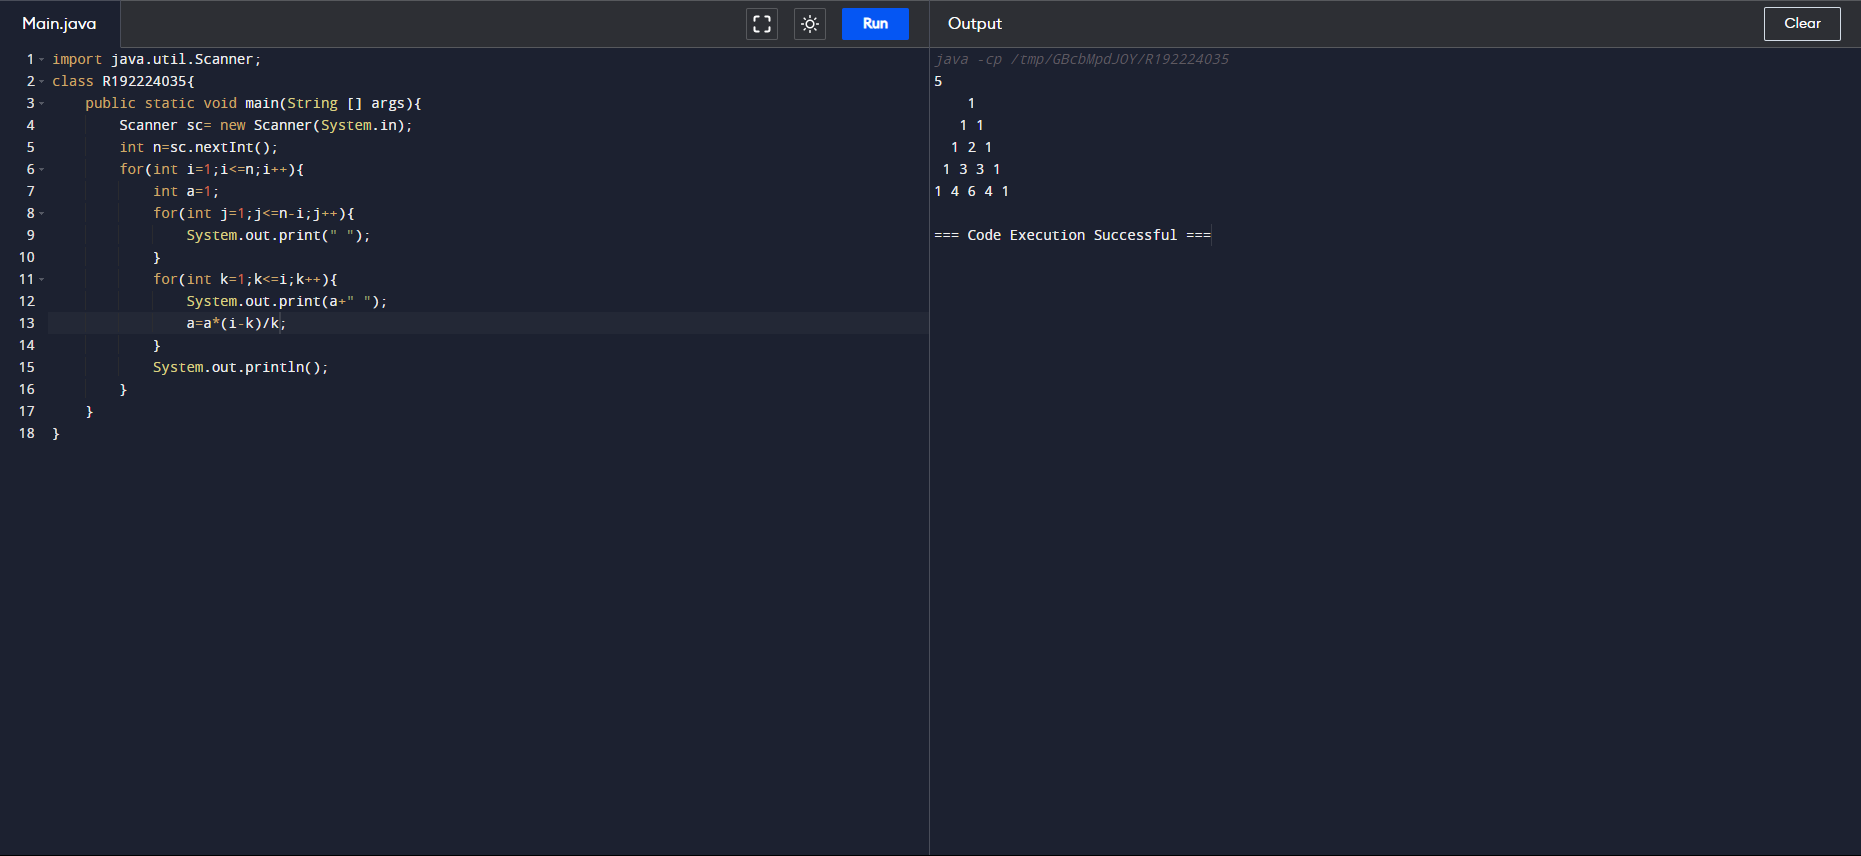 Main.java
Run
Output
Clear
1 import java.util.Scanner;
2 class R192224035{
3     public static void main(String [] args){
4         Scanner sc= new Scanner(System.in);
5         int n=sc.nextInt();
6         for(int i=1;i<=n;i++){
7             int a=1;
8             for(int j=1;j<=n-i;j++){
9                 System.out.print(" ");
10             }
11             for(int k=1;k<=i;k++){
12                 System.out.print(a+" ");
13                 a=a*(i-k)/k;
14             }
15             System.out.println();
16         }
17     }
18 }
java -cp /tmp/GBcbMpdJOY/R192224035
5
    1
   1 1
  1 2 1
 1 3 3 1
1 4 6 4 1
=== Code Execution Successful ===